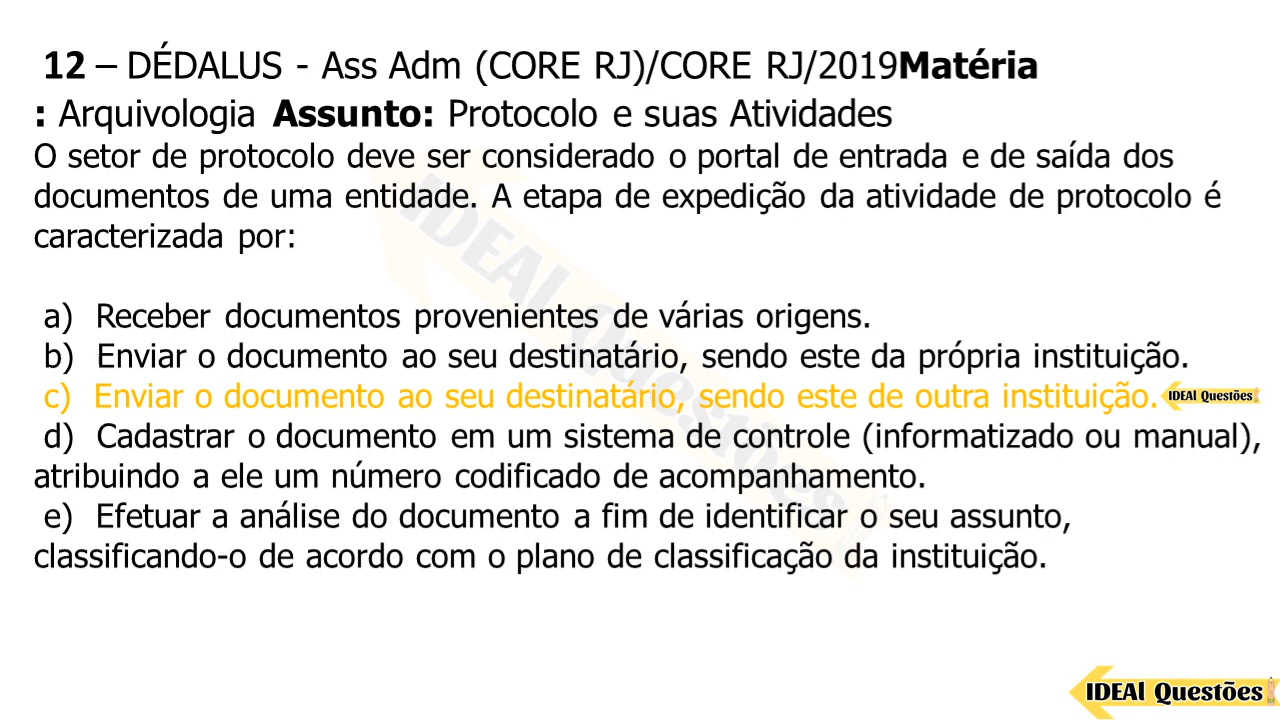 12 – DÉDALUS - Ass Adm (CORE RJ)/CORE RJ/2019Matéria
: Arquivologia Assunto: Protocolo e suas Atividades
O setor de protocolo deve ser considerado o portal de entrada e de saída dos
documentos de uma entidade. A etapa de expedição da atividade de protocolo é
caracterizada por:
a) Receber documentos provenientes de várias origens.
b) Enviar o documento ao seu destinatário, sendo este da própria instituição.
c) Enviar o documento ao seu destinatário, sendo este de outra instituição. IDEAl Questões
d) Cadastrar o documento em um sistema de controle (informatizado ou manual),
atribuindo a ele um número codificado de acompanhamento.
e) Efetuar a análise do documento a fim de identificar o seu assunto,
classificando-o de acordo com o plano de classificação da instituição.
IDEAl Questões
IDEAl Questões